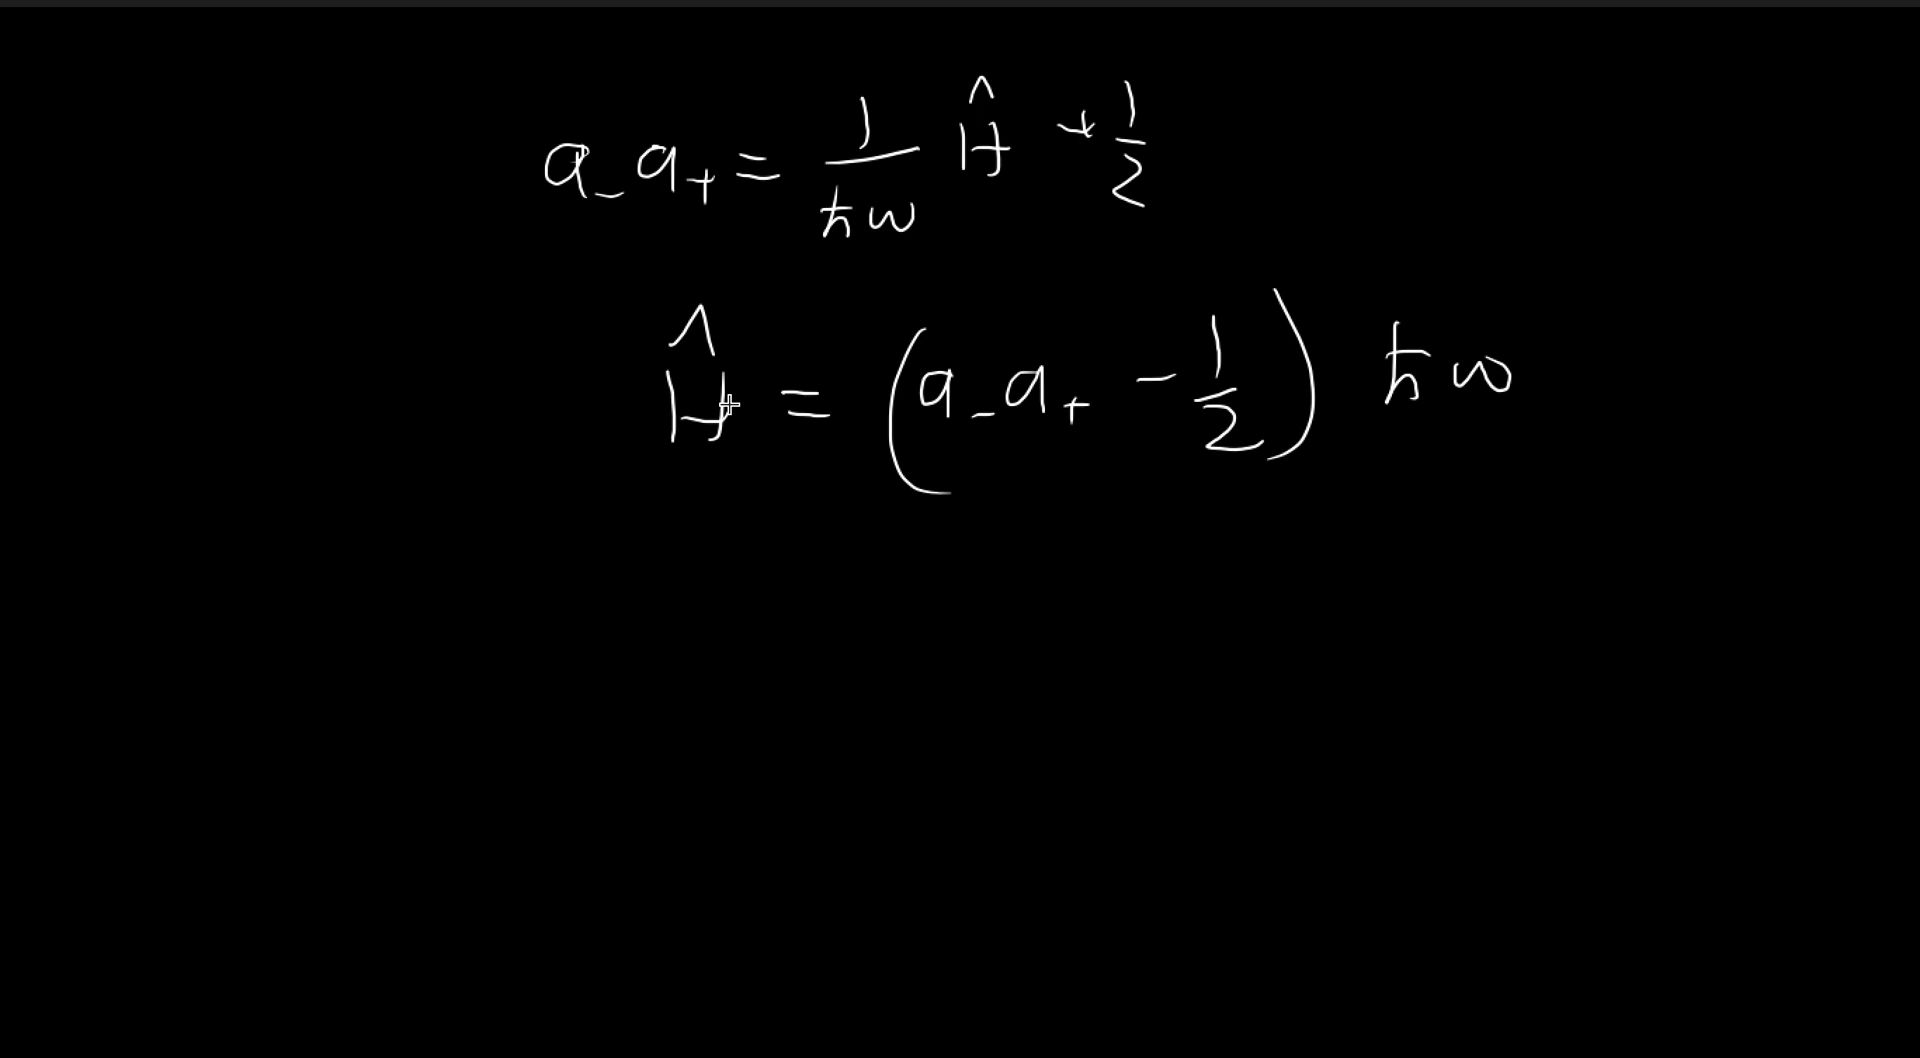 a₋ a₊ = 1/ħω Ĥ + 1/2
Ĥ = (a₋ a₊ − 1/2) ħω